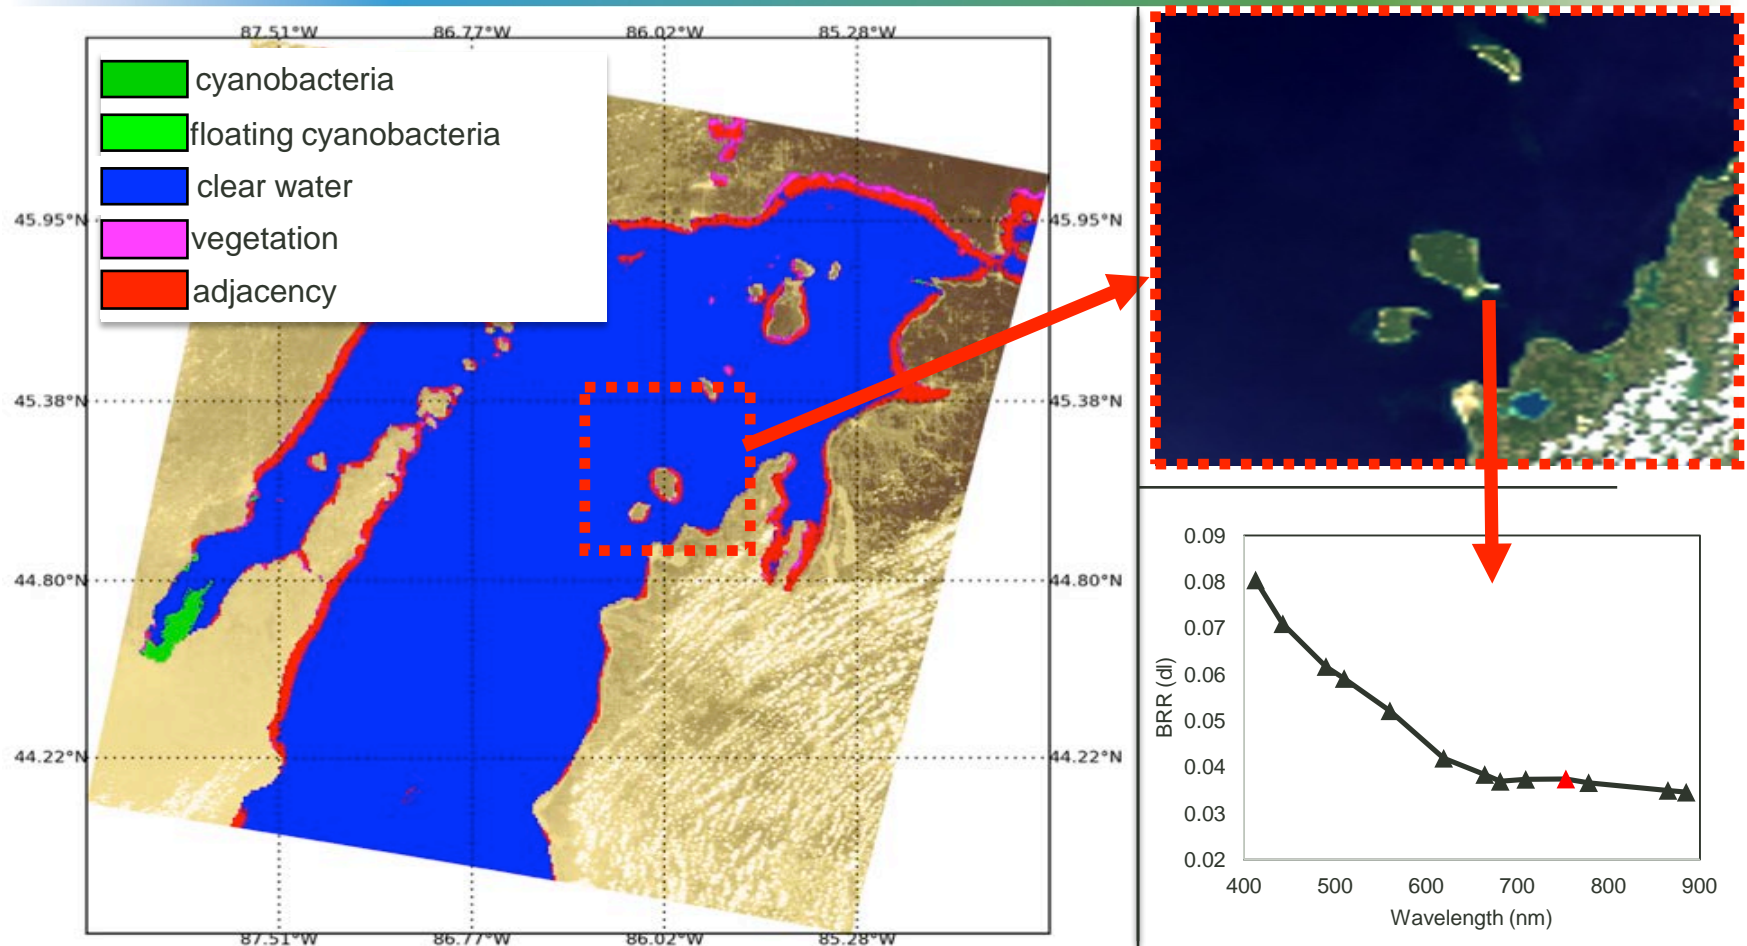 87.51°W 86.77°W 86.02°W 85.28°W
cyanobacteria
floating cyanobacteria
clear water
vegetation
adjacency
45.95°N 45.95°N
45.38°N 45.38°N
44.80°N 44.80°N
44.22°N 44.22°N
87.51°W 86.77°W 86.02°W 85.28°W
0.09
0.08
0.07
0.06
0.05
0.04
0.03
0.02
BRR (dl)
400 500 600 700 800 900
Wavelength (nm)